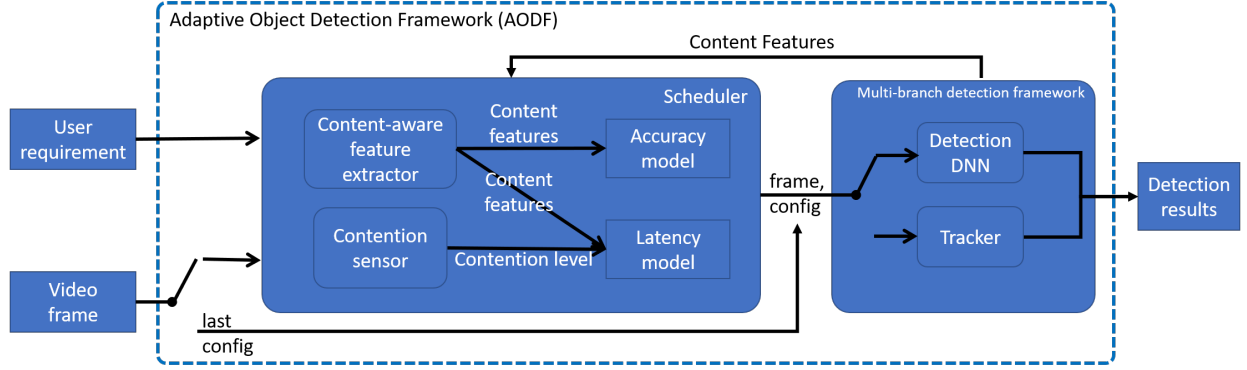 Adaptive Object Detection Framework (AODF)
Content Features
User
requirement
Video
frame
Scheduler
Content-aware
feature
extractor
Content
features
Accuracy
model
Content
features
Contention
sensor
Contention level
Latency
model
last
config
frame,
config
Multi-branch detection framework
Detection
DNN
Tracker
Detection
results